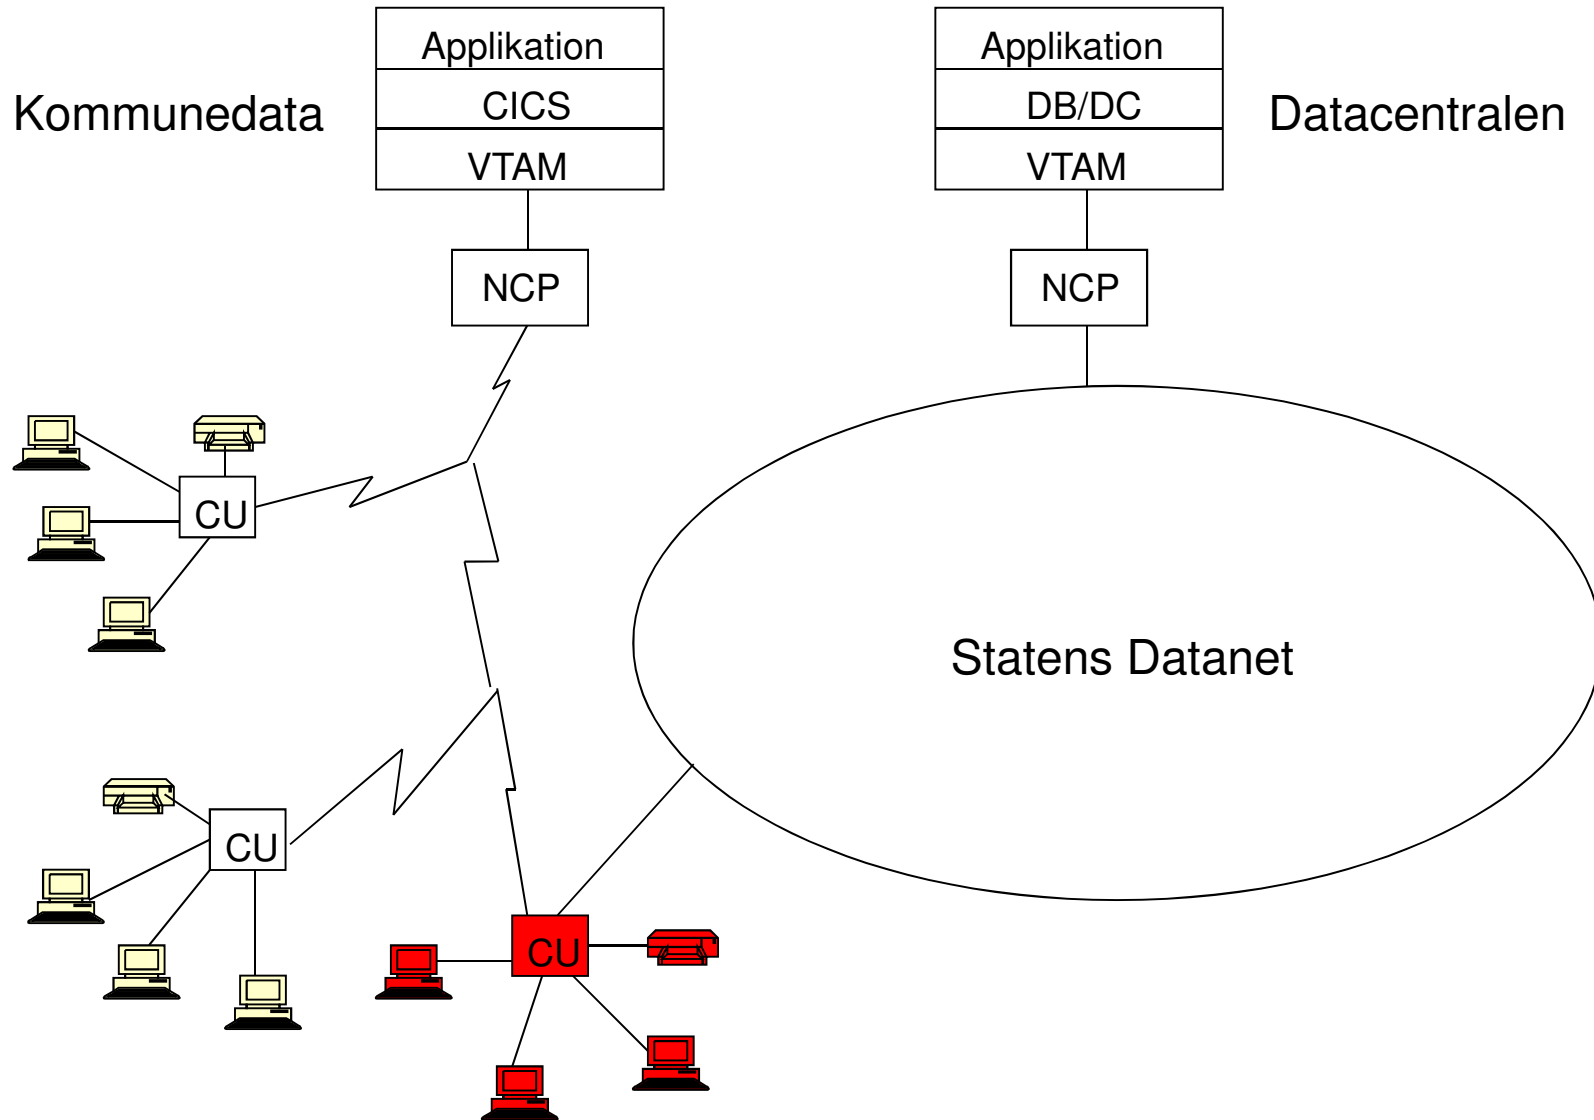 Applikation
Applikation
Kommunedata
CICS
DB/DC
Datacentralen
VTAM
VTAM
NCP
NCP
CU
Statens Datanet
CU
CU